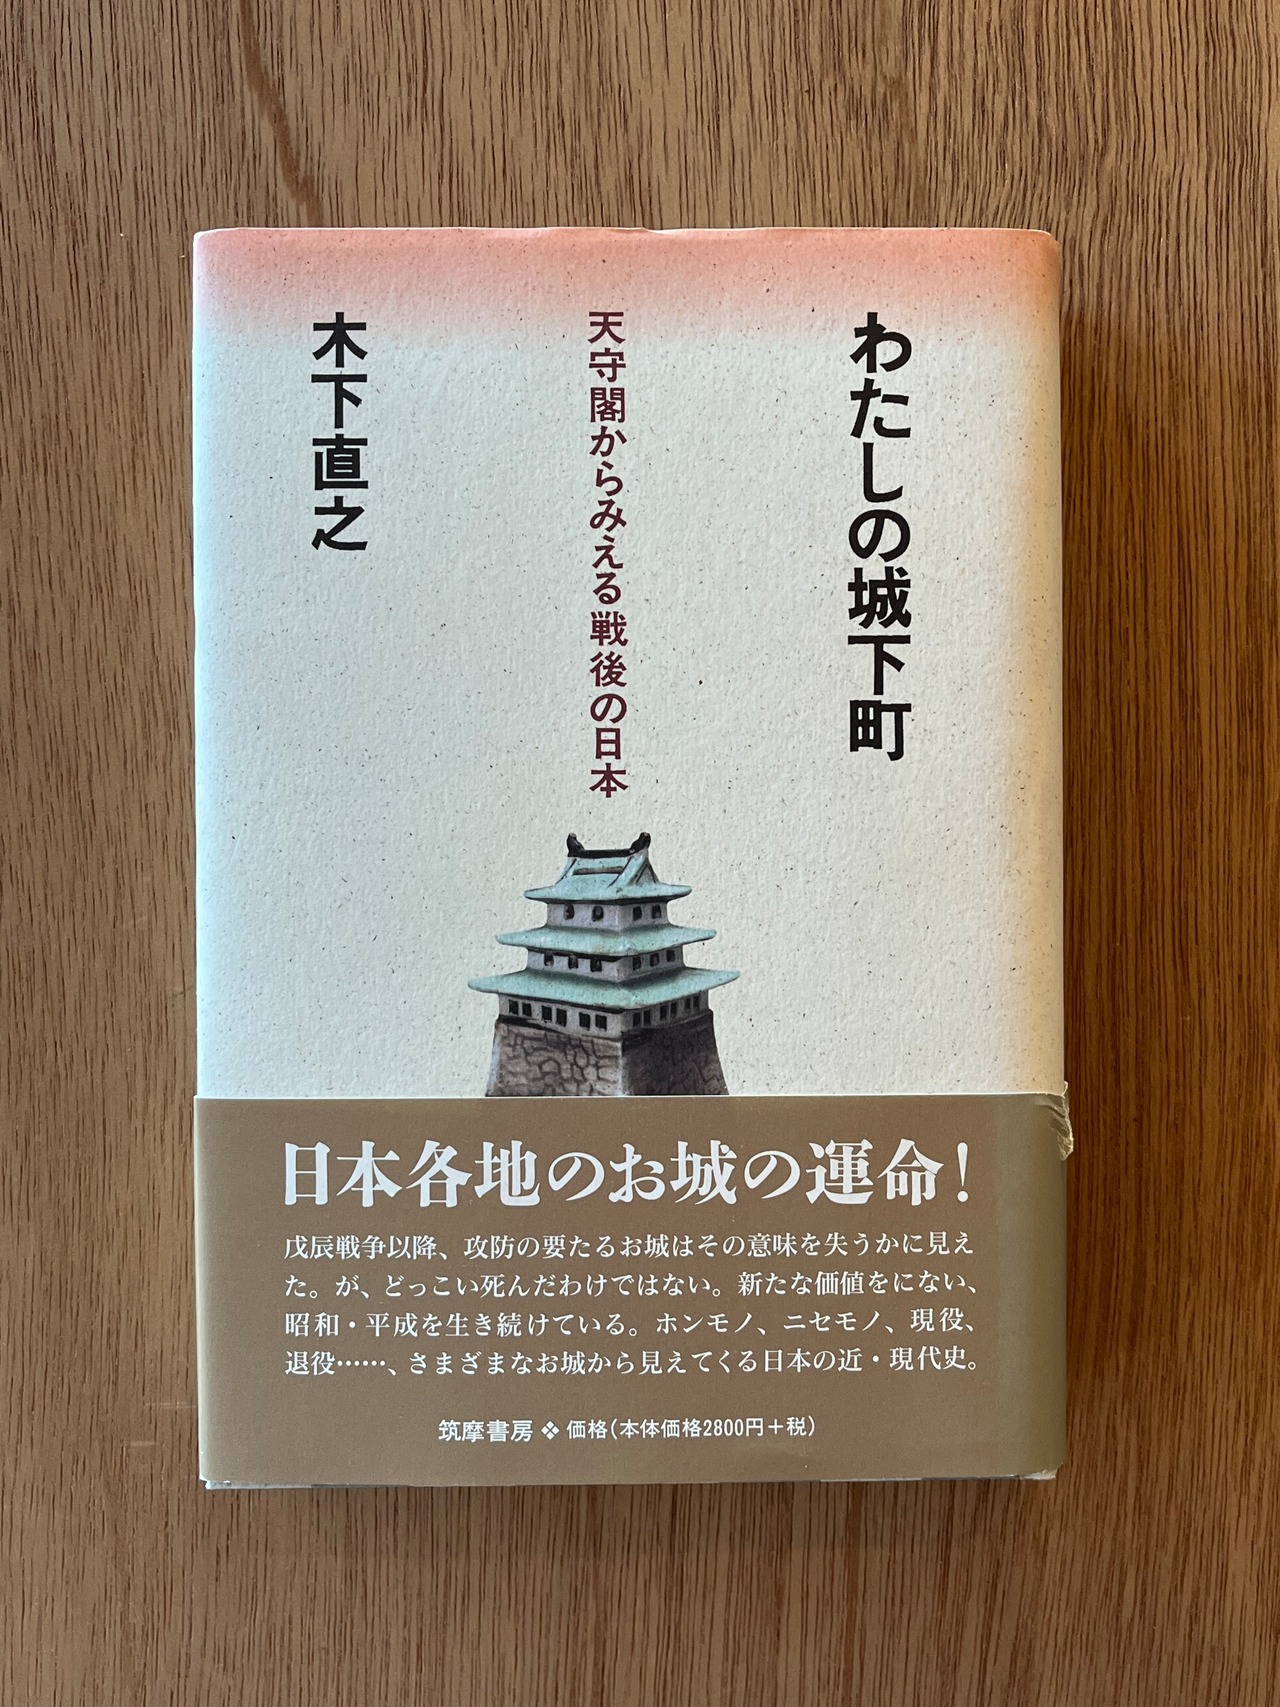 わたしの城下町
天守閣からみえる戦後の日本
木下直之
日本各地のお城の運命！
戊辰戦争以降、攻防の要たるお城はその意味を失うかに見え
た。が、どっこい死んだわけではない。新たな価値をにない、
昭和・平成を生き続けている。ホンモノ、ニセモノ、現役、
退役……、さまざまなお城から見えてくる日本の近・現代史。
筑摩書房❖価格（本体価格2800円＋税）